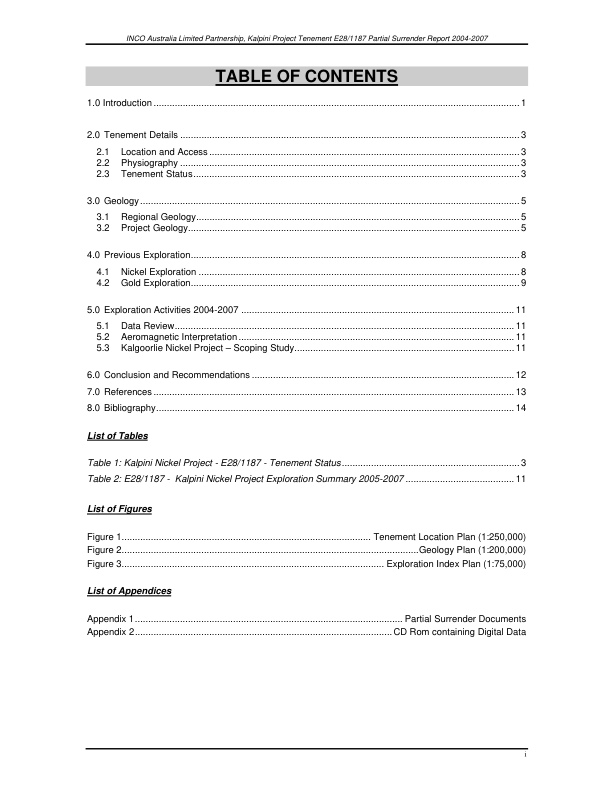 INCO Australia Limited Partnership, Kalpini Project Tenement E28/1187 Partial Surrender Report 2004-2007
TABLE OF CONTENTS
1.0 Introduction ........................................ 1
2.0 Tenement Details ........................................ 3
2.1 Location and Access ........................................ 3
2.2 Physiography ........................................ 3
2.3 Tenement Status ........................................ 3
3.0 Geology ........................................ 5
3.1 Regional Geology ........................................ 5
3.2 Project Geology ........................................ 5
4.0 Previous Exploration ........................................ 8
4.1 Nickel Exploration ........................................ 8
4.2 Gold Exploration ........................................ 9
5.0 Exploration Activities 2004-2007 ........................................ 11
5.1 Data Review ........................................ 11
5.2 Aeromagnetic Interpretation ........................................ 11
5.3 Kalgoorlie Nickel Project – Scoping Study ........................................ 11
6.0 Conclusion and Recommendations ........................................ 12
7.0 References ........................................ 13
8.0 Bibliography ........................................ 14
List of Tables
Table 1: Kalpini Nickel Project - E28/1187 - Tenement Status ........................................ 3
Table 2: E28/1187 - Kalpini Nickel Project Exploration Summary 2005-2007 ........................................ 11
List of Figures
Figure 1 ........................................ Tenement Location Plan (1:250,000)
Figure 2 ........................................ Geology Plan (1:200,000)
Figure 3 ........................................ Exploration Index Plan (1:75,000)
List of Appendices
Appendix 1 ........................................ Partial Surrender Documents
Appendix 2 ........................................ CD Rom containing Digital Data
i